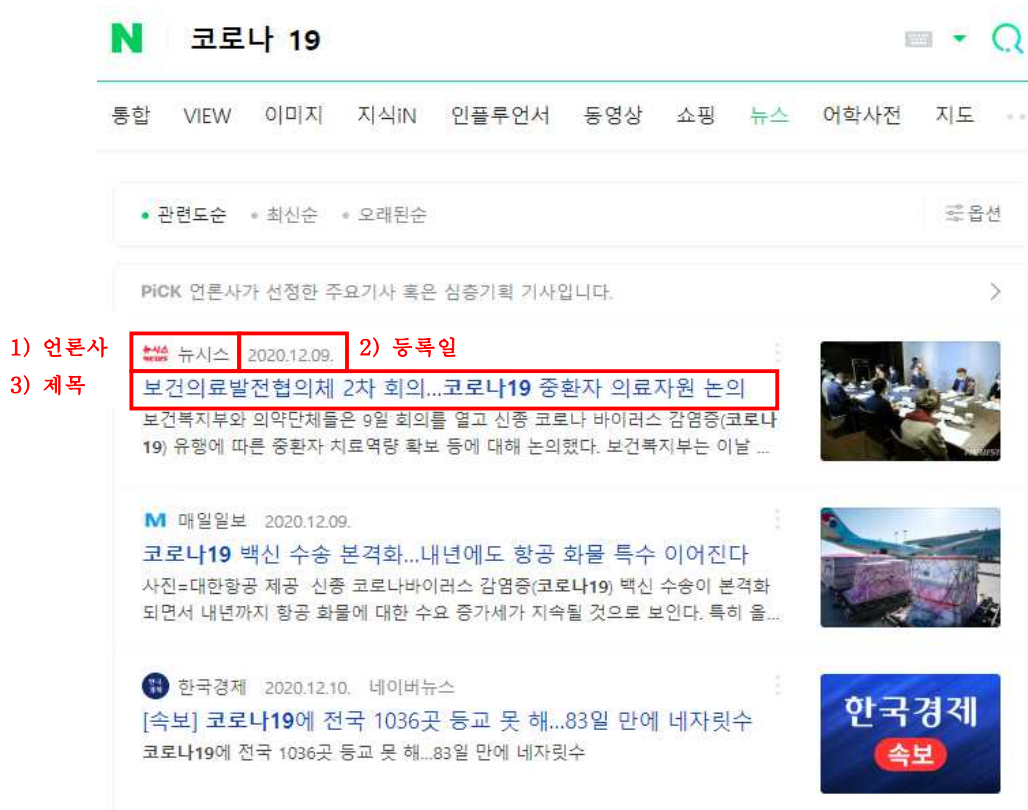 N 코로나 19
통합 VIEW 이미지 지식iN 인플루언서 동영상 쇼핑 뉴스 어학사전 지도
관련도순 최신순 오래된순 옵션
PiCK 언론사가 선정한 주요기사 혹은 심층기획 기사입니다.
1) 언론사 뉴시스 NEWSIS 뉴시스 2020.12.09. 2) 등록일
3) 제목 보건의료발전협의체 2차 회의...코로나19 중환자 의료자원 논의
보건복지부와 의약단체들은 9일 회의를 열고 신종 코로나 바이러스 감염증(코로나
19) 유행에 따른 중환자 치료역량 확보 등에 대해 논의했다. 보건복지부는 이날 ...
M 매일일보 2020.12.09.
코로나19 백신 수송 본격화...내년에도 항공 화물 특수 이어진다
사진=대한항공 제공 신종 코로나바이러스 감염증(코로나19) 백신 수송이 본격화
되면서 내년까지 항공 화물에 대한 수요 증가세가 지속될 것으로 보인다. 특히 올...
한국경제 한국경제 2020.12.10. 네이버뉴스
[속보] 코로나19에 전국 1036곳 등교 못 해...83일 만에 네자릿수
코로나19에 전국 1036곳 등교 못 해...83일 만에 네자릿수
한국경제
속보